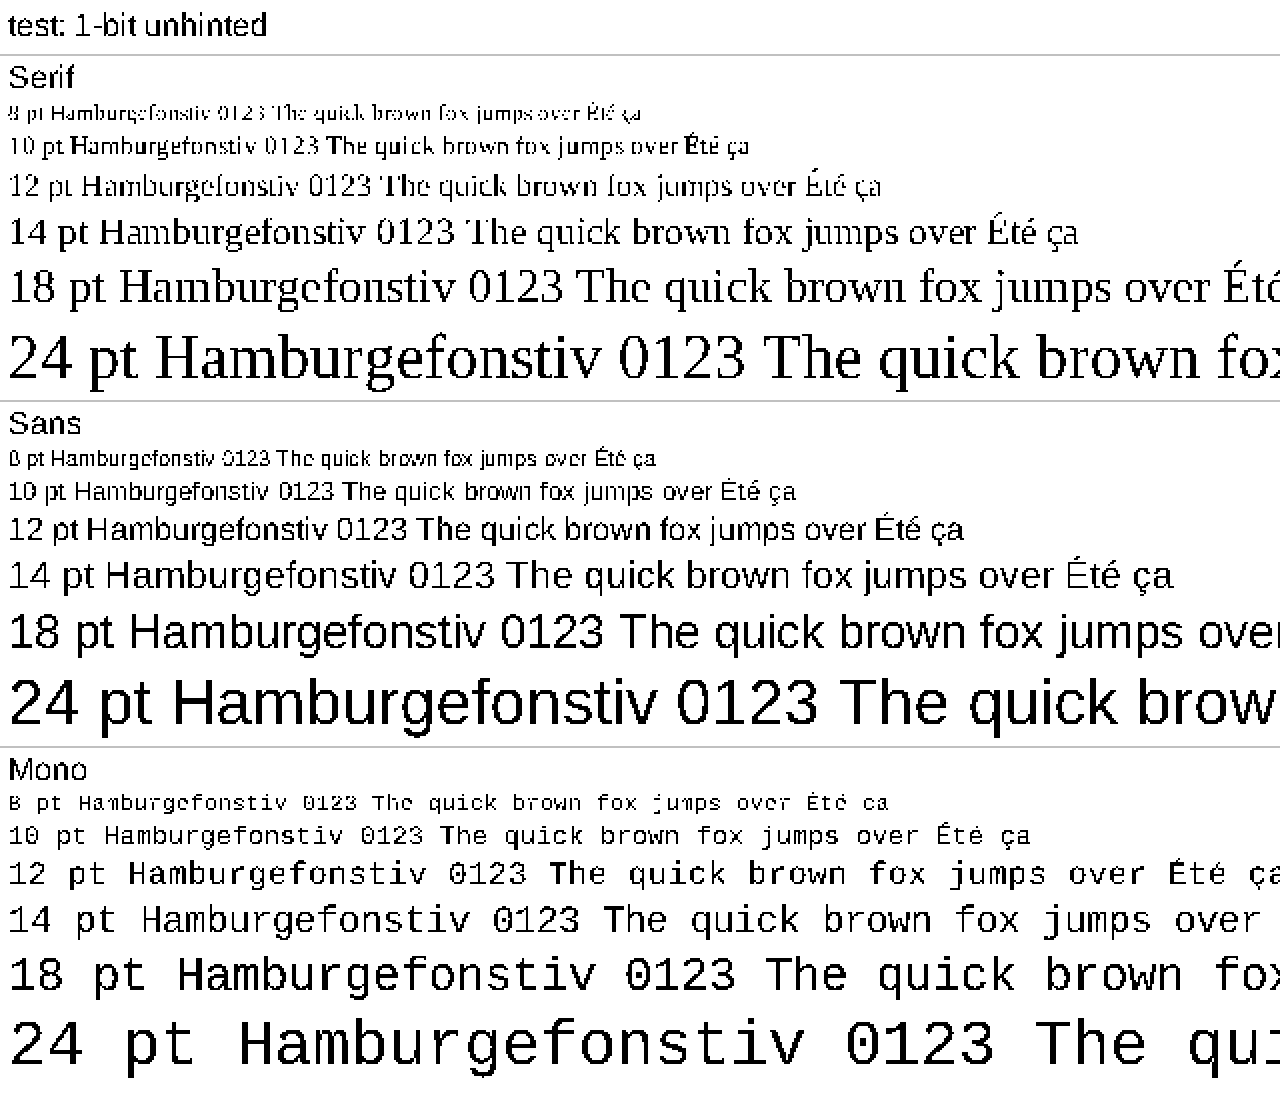 test: 1-bit unhinted
Serif
8 pt Hamburgefonstiv 0123 The quick brown fox jumps over Été ça
10 pt Hamburgefonstiv 0123 The quick brown fox jumps over Été ça
12 pt Hamburgefonstiv 0123 The quick brown fox jumps over Été ça
14 pt Hamburgefonstiv 0123 The quick brown fox jumps over Été ça
18 pt Hamburgefonstiv 0123 The quick brown fox jumps over Été
24 pt Hamburgefonstiv 0123 The quick brown fox
Sans
8 pt Hamburgefonstiv 0123 The quick brown fox jumps over Été ça
10 pt Hamburgefonstiv 0123 The quick brown fox jumps over Été ça
12 pt Hamburgefonstiv 0123 The quick brown fox jumps over Été ça
14 pt Hamburgefonstiv 0123 The quick brown fox jumps over Été ça
18 pt Hamburgefonstiv 0123 The quick brown fox jumps over
24 pt Hamburgefonstiv 0123 The quick brow
Mono
8 pt Hamburgefonstiv 0123 The quick brown fox jumps over Été ça
10 pt Hamburgefonstiv 0123 The quick brown fox jumps over Été ça
12 pt Hamburgefonstiv 0123 The quick brown fox jumps over Été ça
14 pt Hamburgefonstiv 0123 The quick brown fox jumps over
18 pt Hamburgefonstiv 0123 The quick brown fox
24 pt Hamburgefonstiv 0123 The qui